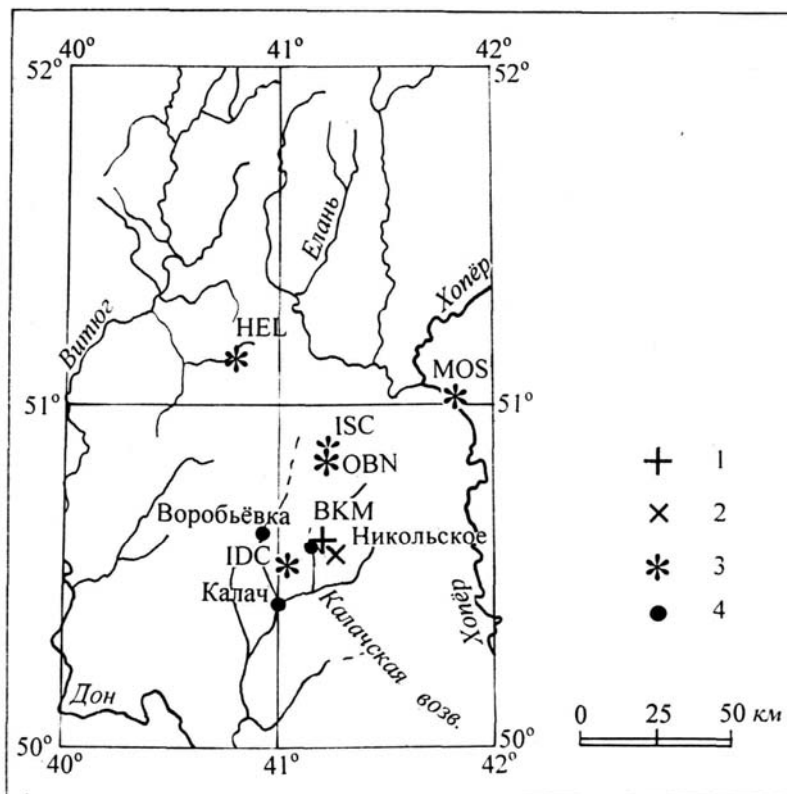 40° 41° 42°
52° 52°
Елань
Хопёр
Витюг
HEL
MOS
51° 51°
ISC
OBN
1
Воробьёвка
BKM
2
Никольское
IDC
3
Калач
4
Калачская возв.
Хопёр
Дон
0 25 50 км
50° 50°
40° 41° 42°